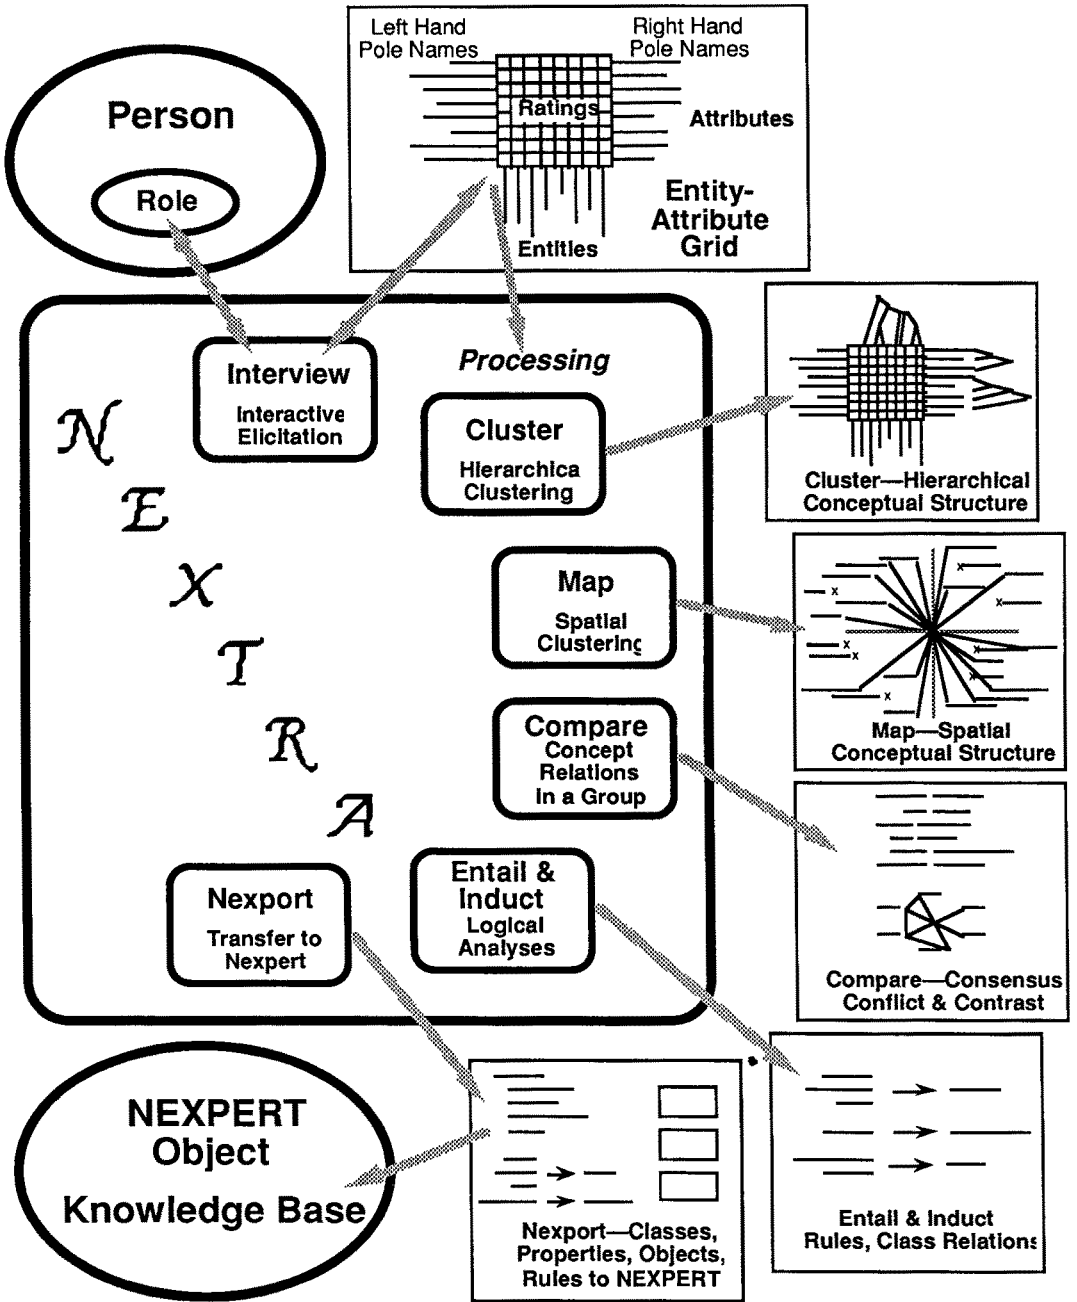 Person
Role
Left Hand
Pole Names
Right Hand
Pole Names
Ratings
Attributes
Entity-
Attribute
Grid
Entities
Interview
Interactive
Elicitation
Processing
Cluster
Hierarchica
Clustering
Cluster—Hierarchical
Conceptual Structure
N
E
X
T
R
A
Map
Spatial
Clustering
x
x
x
x
x
x
x
x
Map—Spatial
Conceptual Structure
Compare
Concept
Relations
In a Group
Compare—Consensus
Conflict & Contrast
Nexport
Transfer to
Nexpert
Entail &
Induct
Logical
Analyses
NEXPERT
Object
Knowledge Base
Nexport—Classes,
Properties, Objects,
Rules to NEXPERT
Entail & Induct
Rules, Class Relations